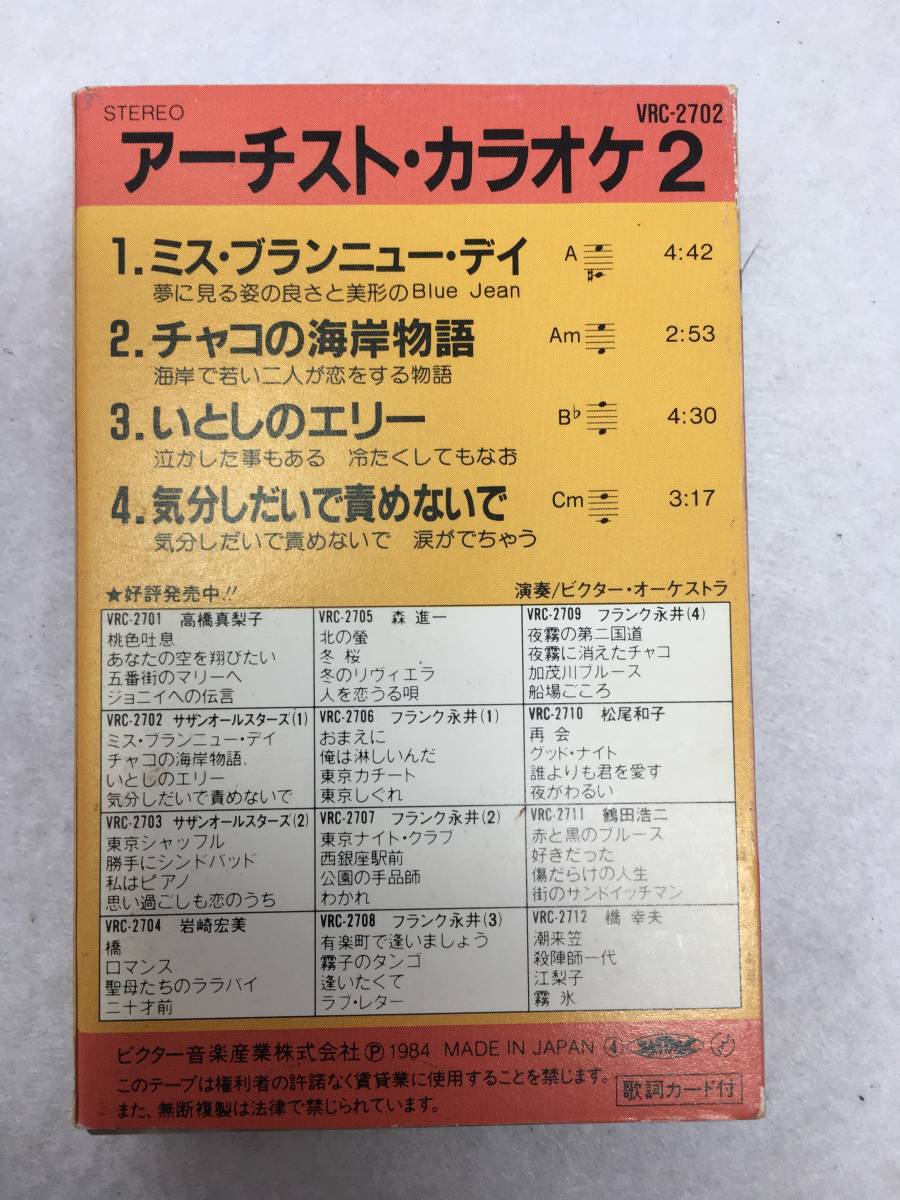 STEREO
VRC-2702
アーチスト・カラオケ2
1.ミス・ブランニュー・デイ A 4:42
夢に見る姿の良さと美形のBlue Jean
2.チャコの海岸物語 Am 2:53
海岸で若い二人が恋をする物語
3.いとしのエリー B♭ 4:30
泣かした事もある 冷たくしてもなお
4.気分しだいで責めないで Cm 3:17
気分しだいで責めないで 涙がでちゃう
★好評発売中!! 演奏/ビクター・オーケストラ
VRC-2701 高橋真梨子
桃色吐息
あなたの空を翔びたい
五番街のマリーへ
ジョニイへの伝言
VRC-2702 サザンオールスターズ(1)
ミス・ブランニュー・デイ
チャコの海岸物語
いとしのエリー
気分しだいで責めないで
VRC-2703 サザンオールスターズ(2)
東京シャッフル
勝手にシンドバッド
私はピアノ
思い過ごしも恋のうち
VRC-2704 岩崎宏美
橋
ロマンス
聖母たちのララバイ
二十才前
VRC-2705 森 進一
北の螢
冬桜
冬のリヴィエラ
人を恋うる唄
VRC-2706 フランク永井(1)
おまえに
俺は淋しいんだ
東京カチート
東京しぐれ
VRC-2707 フランク永井(2)
東京ナイト・クラブ
西銀座駅前
公園の手品師
わかれ
VRC-2708 フランク永井(3)
有楽町で逢いましょう
霧子のタンゴ
逢いたくて
ラブ・レター
VRC-2709 フランク永井(4)
夜霧の第二国道
夜霧に消えたチャコ
加茂川ブルース
船場ごころ
VRC-2710 松尾和子
再会
グッド・ナイト
誰よりも君を愛す
夜がわるい
VRC-2711 鶴田浩二
赤と黒のブルース
好きだった
傷だらけの人生
街のサンドイッチマン
VRC-2712 橋 幸夫
潮来笠
殺陣師一代
江梨子
霧氷
ビクター音楽産業株式会社 Ⓟ 1984 MADE IN JAPAN ④
このテープは権利者の許諾なく賃貸業に使用することを禁じます。
また、無断複製は法律で禁じられています。
歌詞カード付